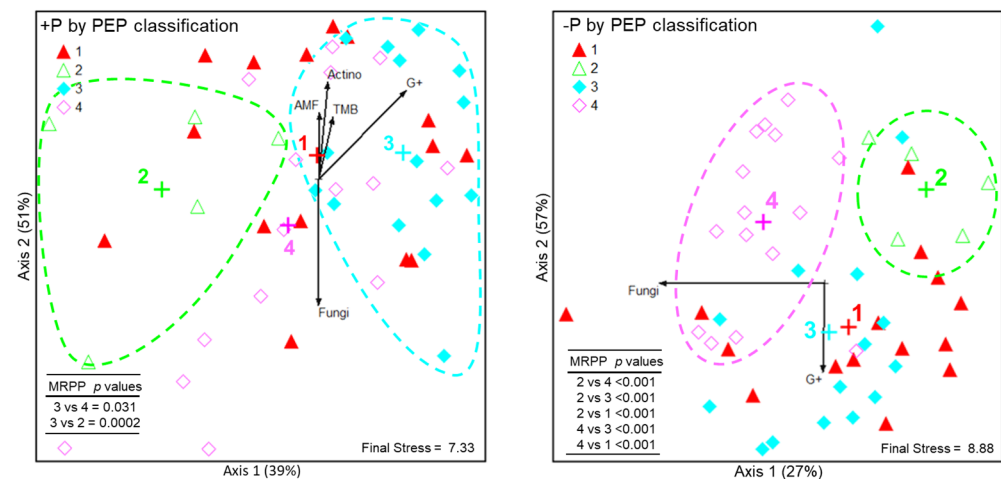 +P by PEP classification
1
2
3
4
Actino
G+
AMF
TMB
1
3
2
4
Fungi
MRPP p values
3 vs 4 = 0.031
3 vs 2 = 0.0002
Final Stress = 7.33
Axis 2 (51%)
Axis 1 (39%)
-P by PEP classification
1
2
3
4
2
4
Fungi
3
1
G+
MRPP p values
2 vs 4 <0.001
2 vs 3 <0.001
2 vs 1 <0.001
4 vs 3 <0.001
4 vs 1 <0.001
Final Stress = 8.88
Axis 2 (57%)
Axis 1 (27%)